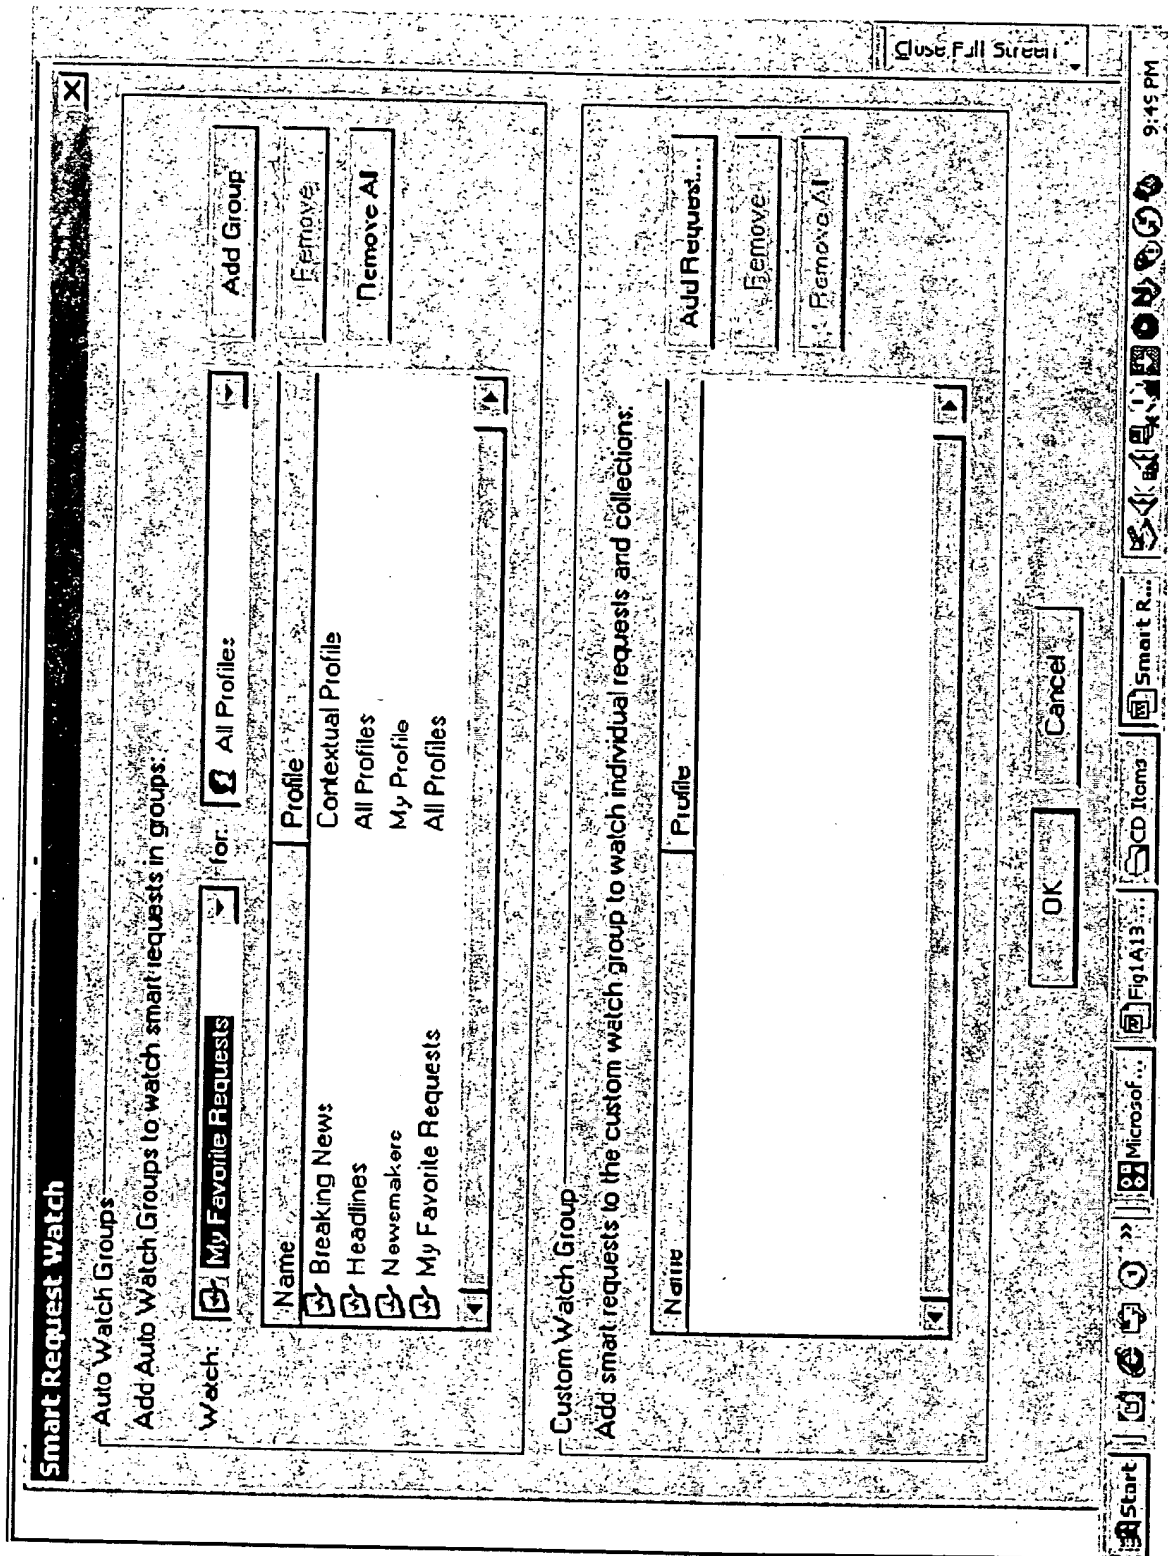 Smart Request Watch
Auto Watch Groups
Add Auto Watch Groups to watch smart requests in groups:
Watch: My Favorite Requests for: All Profiles Add Group
Name Profile
Breaking News Contextual Profile
Headlines All Profiles
Newsmakers My Profile
My Favorite Requests All Profiles
Remove
Remove All
Custom Watch Group
Add smart requests to the custom watch group to watch individual requests and collections:
Name Profile
Add Request...
Remove
Remove All
OK Cancel
Close Full Screen
Start » Microsof... Fig1A13.... CD Items Smart R... 9:45 PM